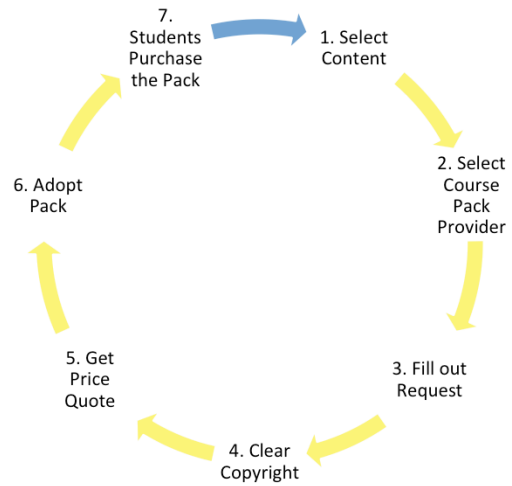 7.
Students
Purchase
the Pack
1. Select
Content
2. Select
Course
Pack
Provider
3. Fill out
Request
4. Clear
Copyright
5. Get
Price
Quote
6. Adopt
Pack